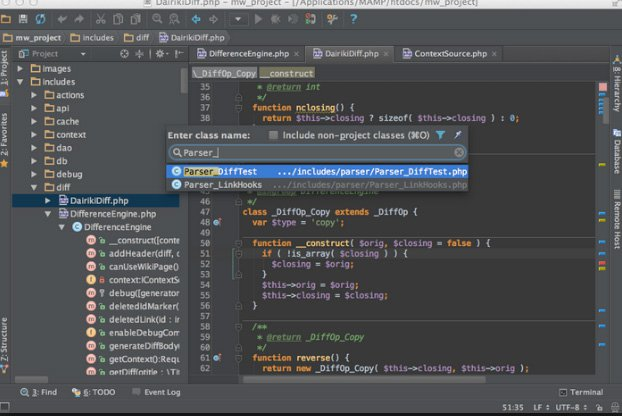 DairikiDiff.php - mw_project - [/Applications/MAMP/htdocs/mw_project]
mw_project includes diff DairikiDiff.php
Project
DifferenceEngine.php DairikiDiff.php ContextSource.php
\_DiffOp_Copy __construct
1: Project
2: Favorites
7: Structure
Hierarchy
Database
Remote Host
images
includes
actions
api
cache
context
dao
db
debug
diff
DairikiDiff.php
DifferenceEngine.php
DifferenceEngine
__construct([conte
addHeader(diff, c
canUseWikiPage()
context:IContextSo
debug([generator
deletedIdMarker(
deletedLink(id : in
enableDebugCom
generateDiffBody
getContext():Requ
getDiff(ntitle : \Titl
35 * @return int
36 */
37 function nclosing() {
38 return $this->closing ? sizeof( $this->closing ) : 0;
Enter class name: Include non-project classes (⌘O)
Parser_
Parser_DiffTest .../includes/parser/Parser_DiffTest.php
Parser_LinkHooks .../includes/parser/Parser_LinkHooks.php
* @ingroup DifferenceEngine
46 */
47 class _DiffOp_Copy extends _DiffOp {
48 var $type = 'copy';
49
50 function __construct( $orig, $closing = false ) {
51 if ( !is_array( $closing ) ) {
52 $closing = $orig;
53 }
54 $this->orig = $orig;
55 $this->closing = $closing;
56 }
57
58 /**
59 * @return _DiffOp_Copy
60 */
61 function reverse() {
62 return new _DiffOp_Copy( $this->closing, $this->orig );
3: Find 6: TODO Event Log Terminal
51:35 LF UTF-8